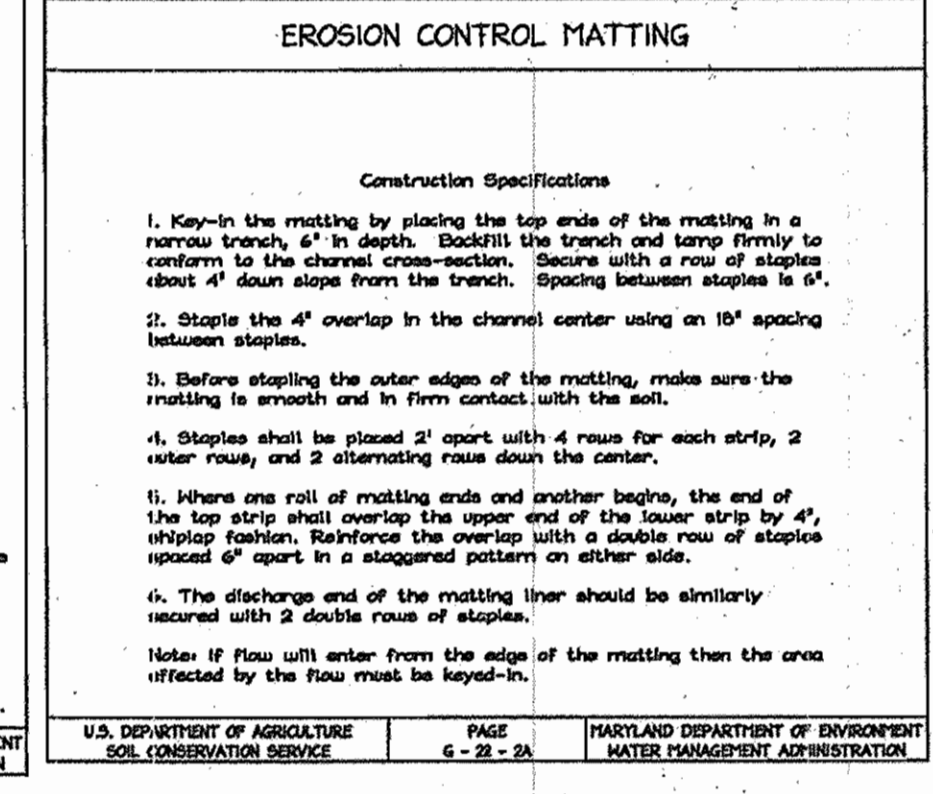 EROSION CONTROL MATTING
Construction Specifications
1. Key-in the matting by placing the top ends of the matting in a
narrow trench, 6" in depth. Backfill the trench and tamp firmly to
conform to the channel cross-section. Secure with a row of staples
about 4" down slope from the trench. Spacing between staples is 6".
2. Staple the 4" overlap in the channel center using an 18" spacing
between staples.
3. Before stapling the outer edges of the matting, make sure the
matting is smooth and in firm contact with the soil.
4. Staples shall be placed 2' apart with 4 rows for each strip, 2
outer rows, and 2 alternating rows down the center.
5. Where one roll of matting ends and another begins, the end of
the top strip shall overlap the upper end of the lower strip by 4",
shiplap fashion. Reinforce the overlap with a double row of staples
spaced 6" apart in a staggered pattern on either side.
6. The discharge end of the matting liner should be similarly
secured with 2 double rows of staples.
Note: If flow will enter from the edge of the matting then the area
affected by the flow must be keyed-in.
U.S. DEPARTMENT OF AGRICULTURE
SOIL CONSERVATION SERVICE
PAGE
G - 22 - 2A
MARYLAND DEPARTMENT OF ENVIRONMENT
WATER MANAGEMENT ADMINISTRATION